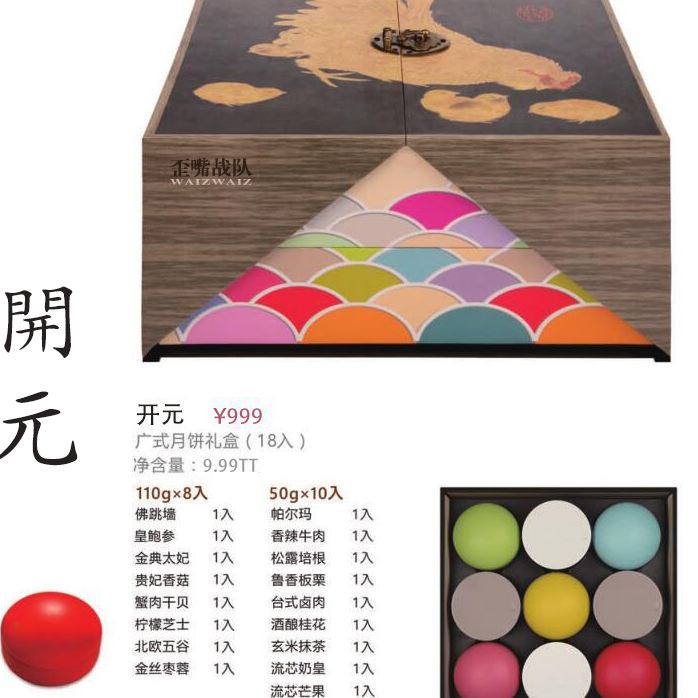 歪嘴战队
WAIZWAIZ
開
元
开元 ¥999
广式月饼礼盒（18入）
净含量：9.99TT
110g×8入 50g×10入
佛跳墙 1入 帕尔玛 1入
皇鲍参 1入 香辣牛肉 1入
金典太妃 1入 松露培根 1入
贵妃香菇 1入 鲁香板栗 1入
蟹肉干贝 1入 台式卤肉 1入
柠檬芝士 1入 酒酿桂花 1入
北欧五谷 1入 玄米抹茶 1入
金丝枣蓉 1入 流芯奶皇 1入
流芯芒果 1入